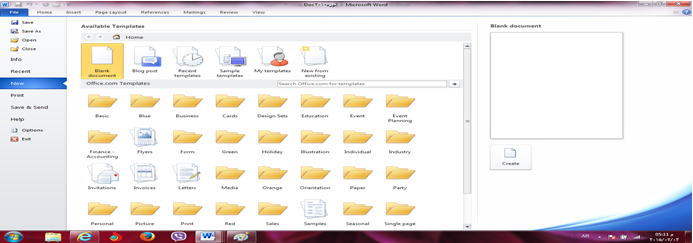 Microsoft Word
File Home Insert Page Layout References Mailings Review View
Save
Save As
Open
Close
Info
Recent
New
Print
Save & Send
Help
Options
Exit
Available Templates
Home
Blank document
Blog post
Recent templates
Sample templates
My templates
New from existing
Office.com Templates
Search Office.com for templates
Basic Blue Business Cards Design Sets Education Event Event Planning
Finance - Accounting Flyers Form Green Holiday Illustration Individual Industry
Invitations Invoices Letters Media Orange Orientation Paper Party
Personal Picture Print Red Sales Samples Seasonal Single page
Blank document
Create
AR
م 05:11